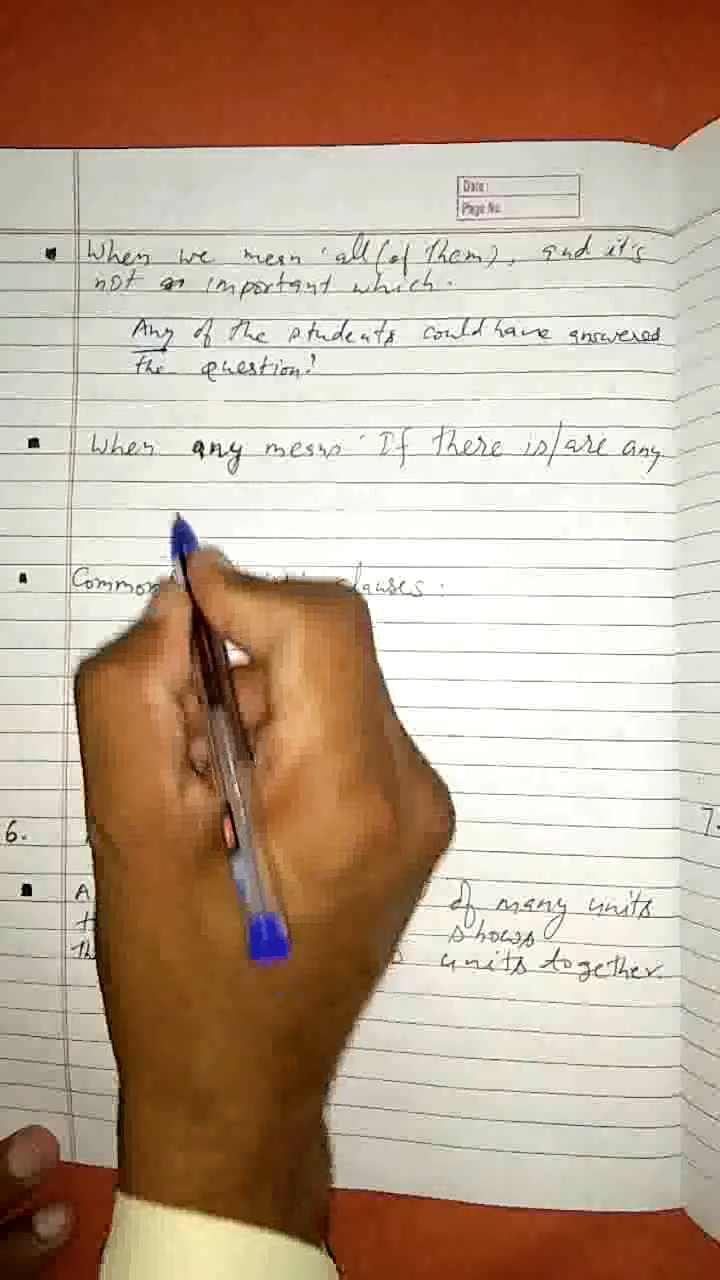 Date:
Page No.
▪ When we mean 'all (of them), and it's
not as important which.
Any of the students could have answered
the question!
▪ When any means 'If there is/are any
▪ Common clauses:
6.
7.
▪ A of many units
shows
th units together.